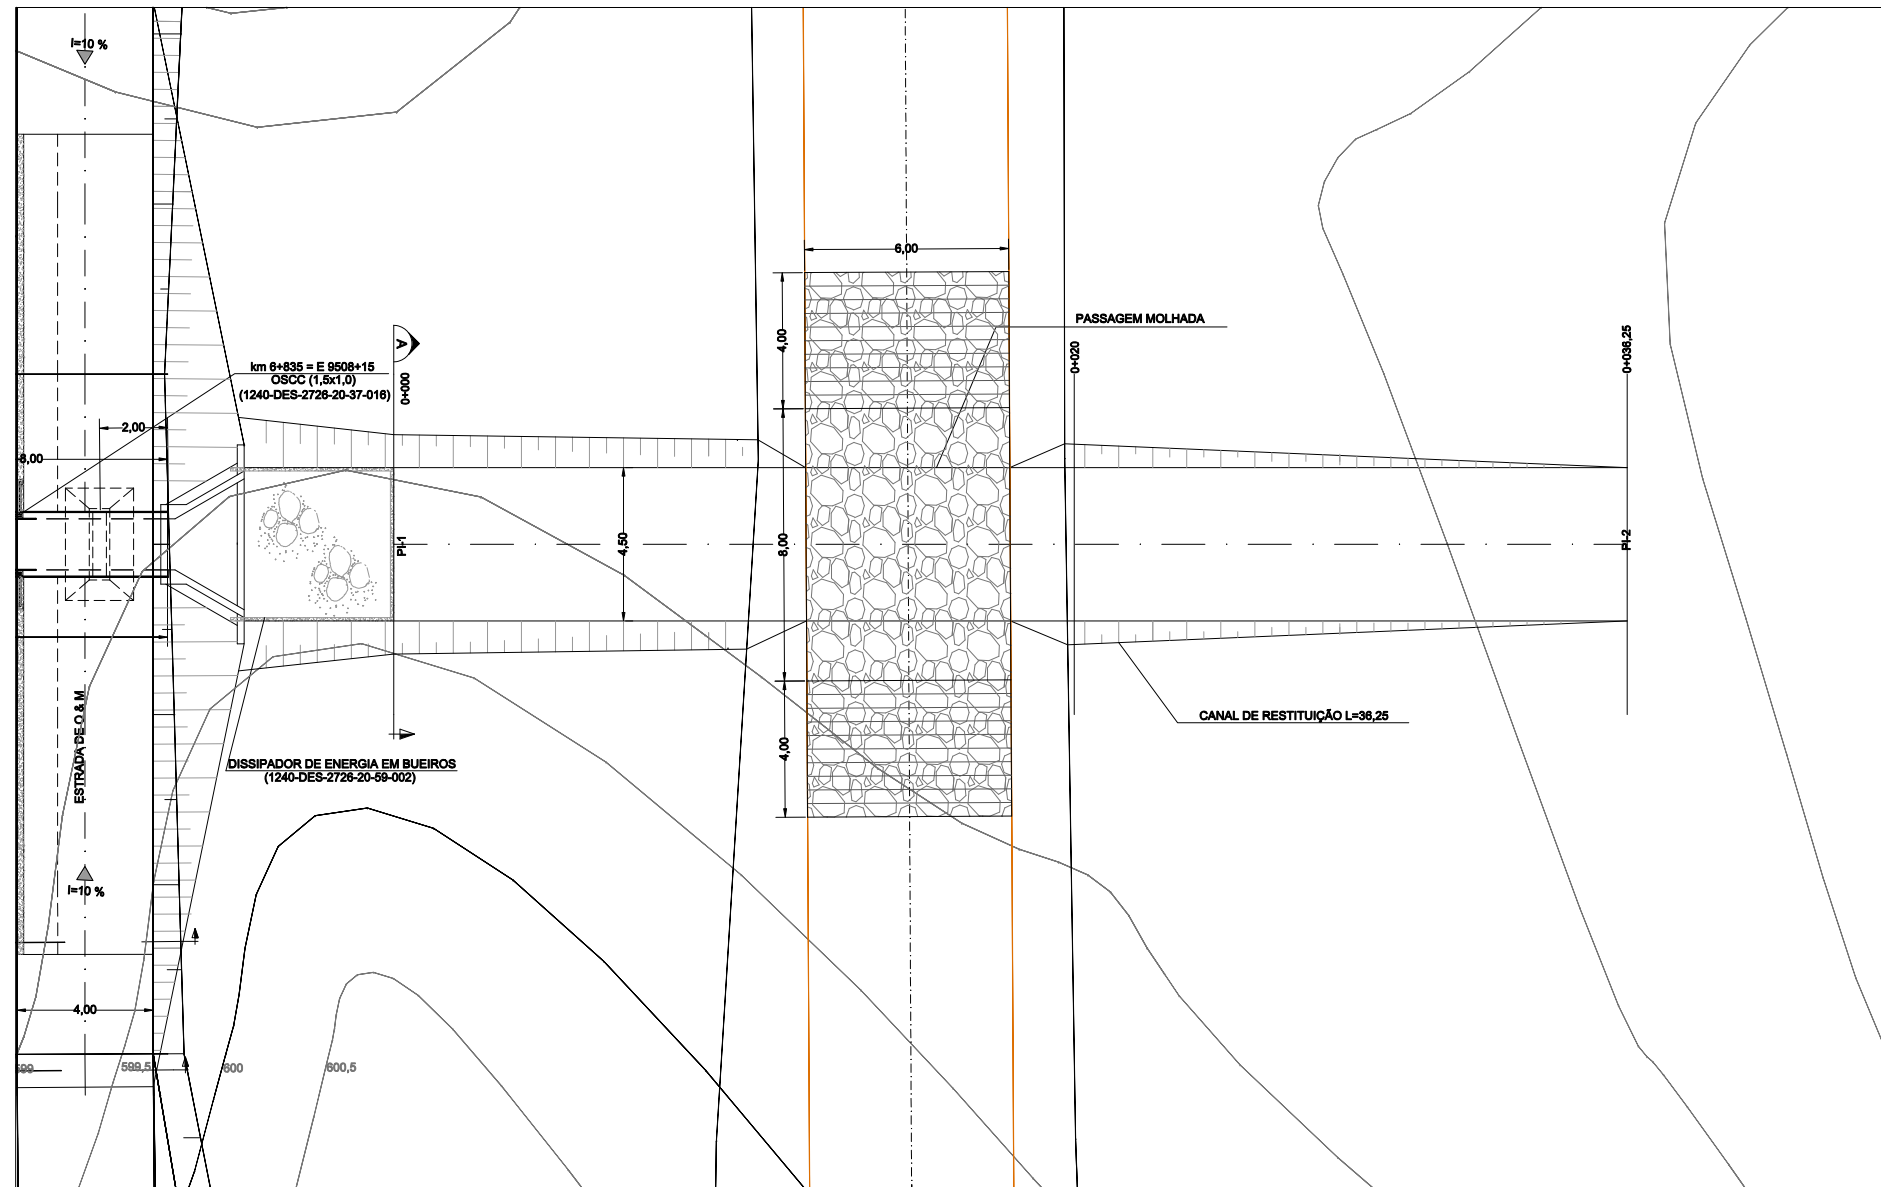 i=10 %
6,00
PASSAGEM MOLHADA
4,00
A
0+000
0+020
0+036,25
km 6+835 = E 9508+15
OSCC (1,5x1,0)
(1240-DES-2726-20-37-016)
2,00
8,00
PI-1
4,50
8,00
PI-2
CANAL DE RESTITUIÇÃO L=36,25
ESTRADA DE O & M
4,00
DISSIPADOR DE ENERGIA EM BUEIROS
(1240-DES-2726-20-59-002)
i=10 %
4,00
599
599,5
600
600,5